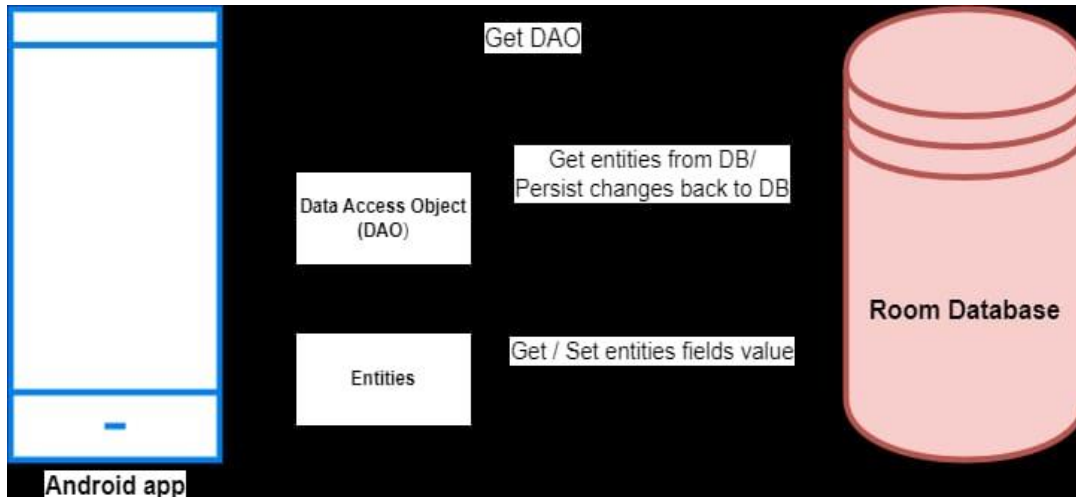 Get DAO
Get entities from DB/
Persist changes back to DB
Data Access Object
(DAO)
Room Database
Get / Set entities fields value
Entities
Android app